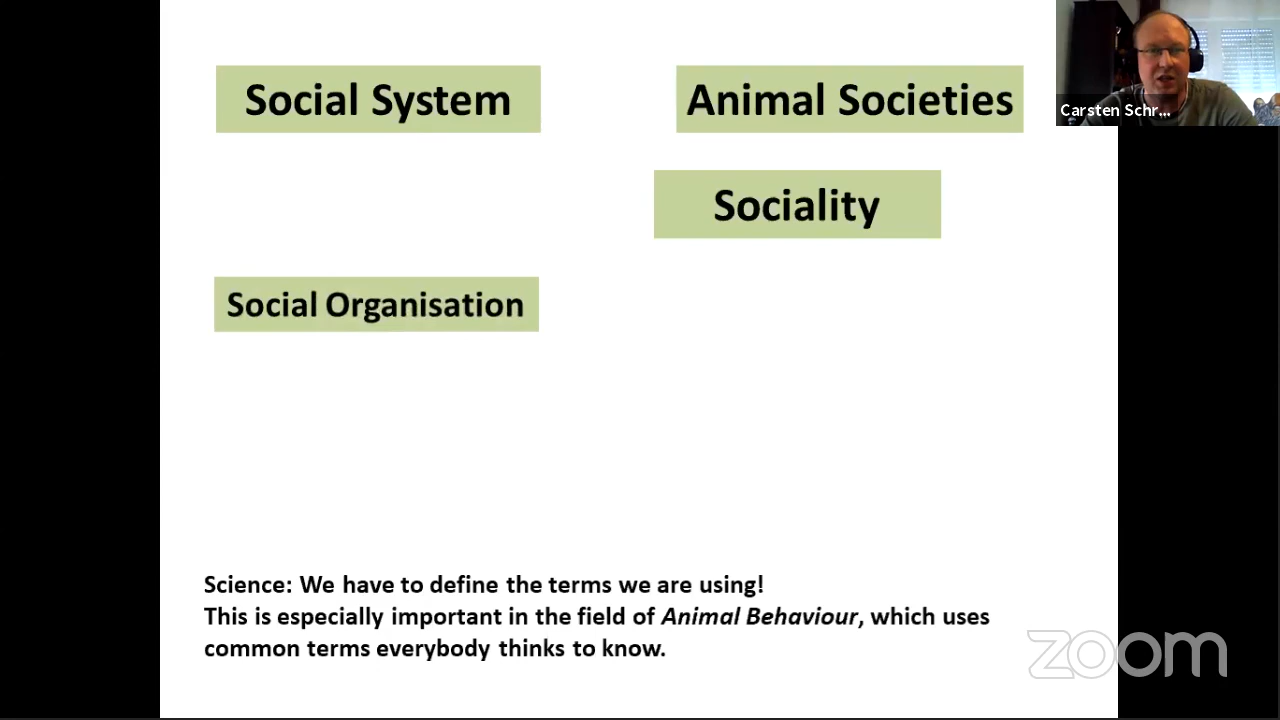 Social System
Animal Societies
Carsten Schr...
Sociality
Social Organisation
Science: We have to define the terms we are using!
This is especially important in the field of Animal Behaviour, which uses
common terms everybody thinks to know.
zoom